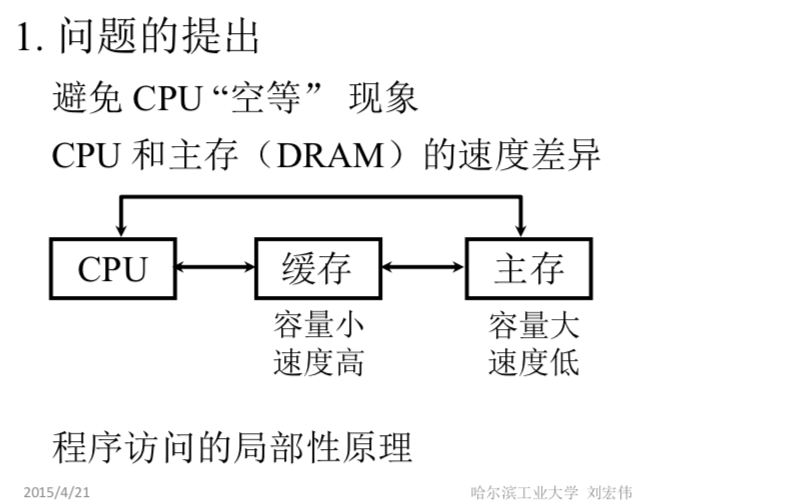 1. 问题的提出
避免 CPU “空等” 现象
CPU 和主存（DRAM）的速度差异
CPU
缓存
主存
容量小
速度高
容量大
速度低
程序访问的局部性原理
2015/4/21
哈尔滨工业大学 刘宏伟